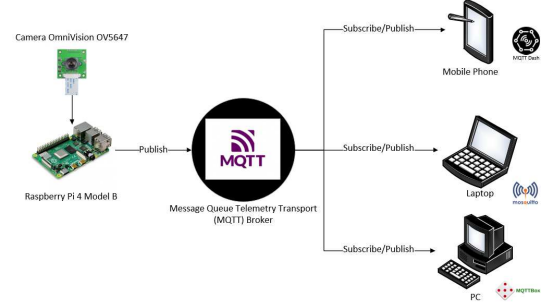 Camera OmniVision OV5647
Raspberry Pi 4 Model B
Publish
MQTT
Message Queue Telemetry Transport
(MQTT) Broker
Subscribe/Publish
Mobile Phone
MQTT Dash
Subscribe/Publish
Laptop
mosquitto
Subscribe/Publish
PC
MQTTBox